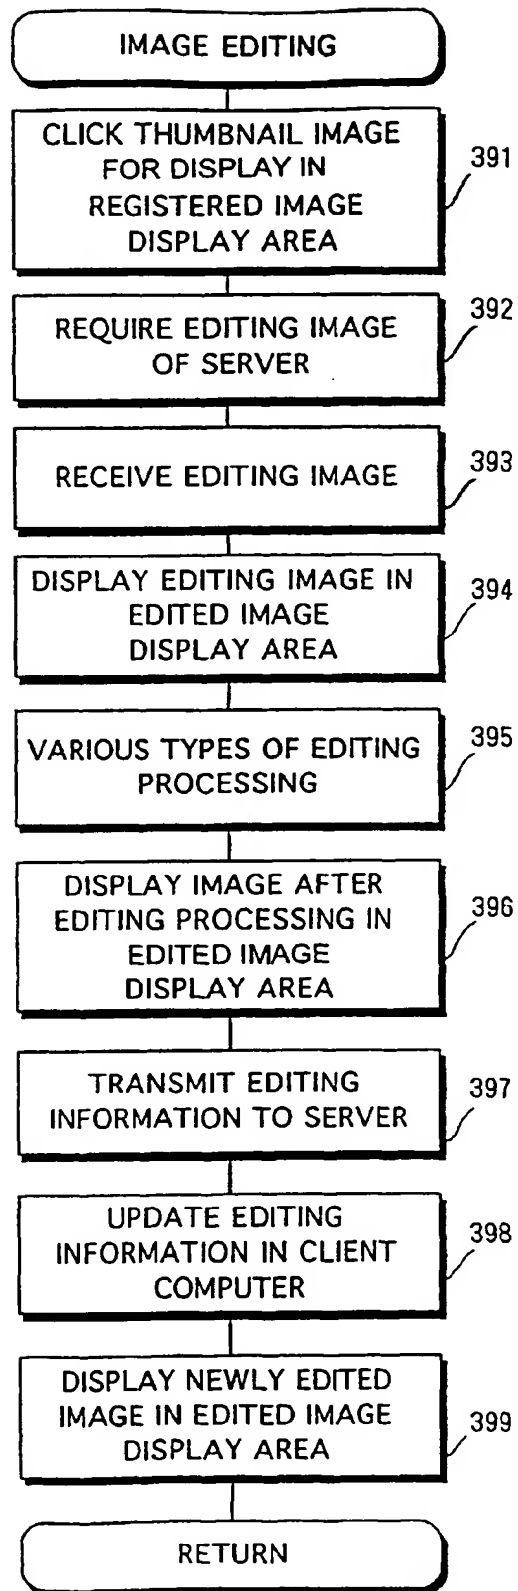 IMAGE EDITING
CLICK THUMBNAIL IMAGE
FOR DISPLAY IN
REGISTERED IMAGE
DISPLAY AREA
391
REQUIRE EDITING IMAGE
OF SERVER
392
RECEIVE EDITING IMAGE
393
DISPLAY EDITING IMAGE IN
EDITED IMAGE
DISPLAY AREA
394
VARIOUS TYPES OF EDITING
PROCESSING
395
DISPLAY IMAGE AFTER
EDITING PROCESSING IN
EDITED IMAGE
DISPLAY AREA
396
TRANSMIT EDITING
INFORMATION TO SERVER
397
UPDATE EDITING
INFORMATION IN CLIENT
COMPUTER
398
DISPLAY NEWLY EDITED
IMAGE IN EDITED IMAGE
DISPLAY AREA
399
RETURN